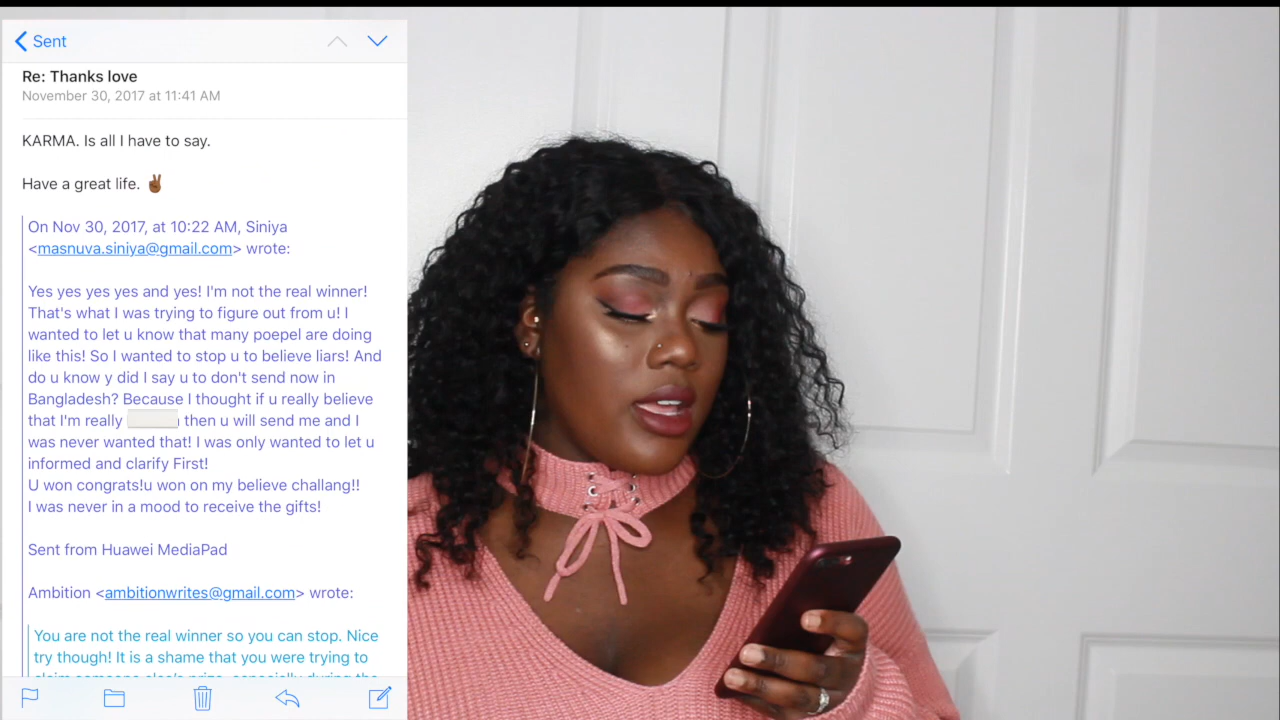 Sent
Re: Thanks love
November 30, 2017 at 11:41 AM
KARMA. Is all I have to say.
Have a great life. ✌🏾
On Nov 30, 2017, at 10:22 AM, Siniya
<masnuva.siniya@gmail.com> wrote:
Yes yes yes yes and yes! I'm not the real winner!
That's what I was trying to figure out from u! I
wanted to let u know that many poepel are doing
like this! So I wanted to stop u to believe liars! And
do u know y did I say u to don't send now in
Bangladesh? Because I thought if u really believe
that I'm really then u will send me and I
was never wanted that! I was only wanted to let u
informed and clarify First!
U won congrats!u won on my believe challang!!
I was never in a mood to receive the gifts!
Sent from Huawei MediaPad
Ambition <ambitionwrites@gmail.com> wrote:
You are not the real winner so you can stop. Nice
try though! It is a shame that you were trying to